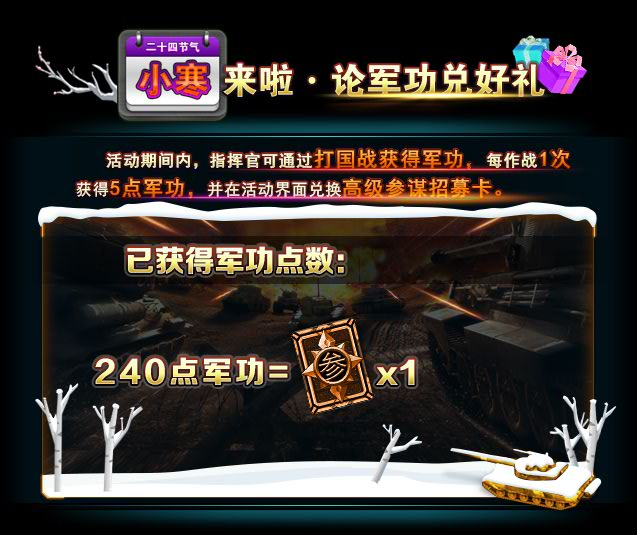 二十四节气
小寒 来啦·论军功兑好礼
活动期间内，指挥官可通过打国战获得军功，每作战1次
获得5点军功，并在活动界面兑换高级参谋招募卡。
已获得军功点数:
240点军功= 参 x1